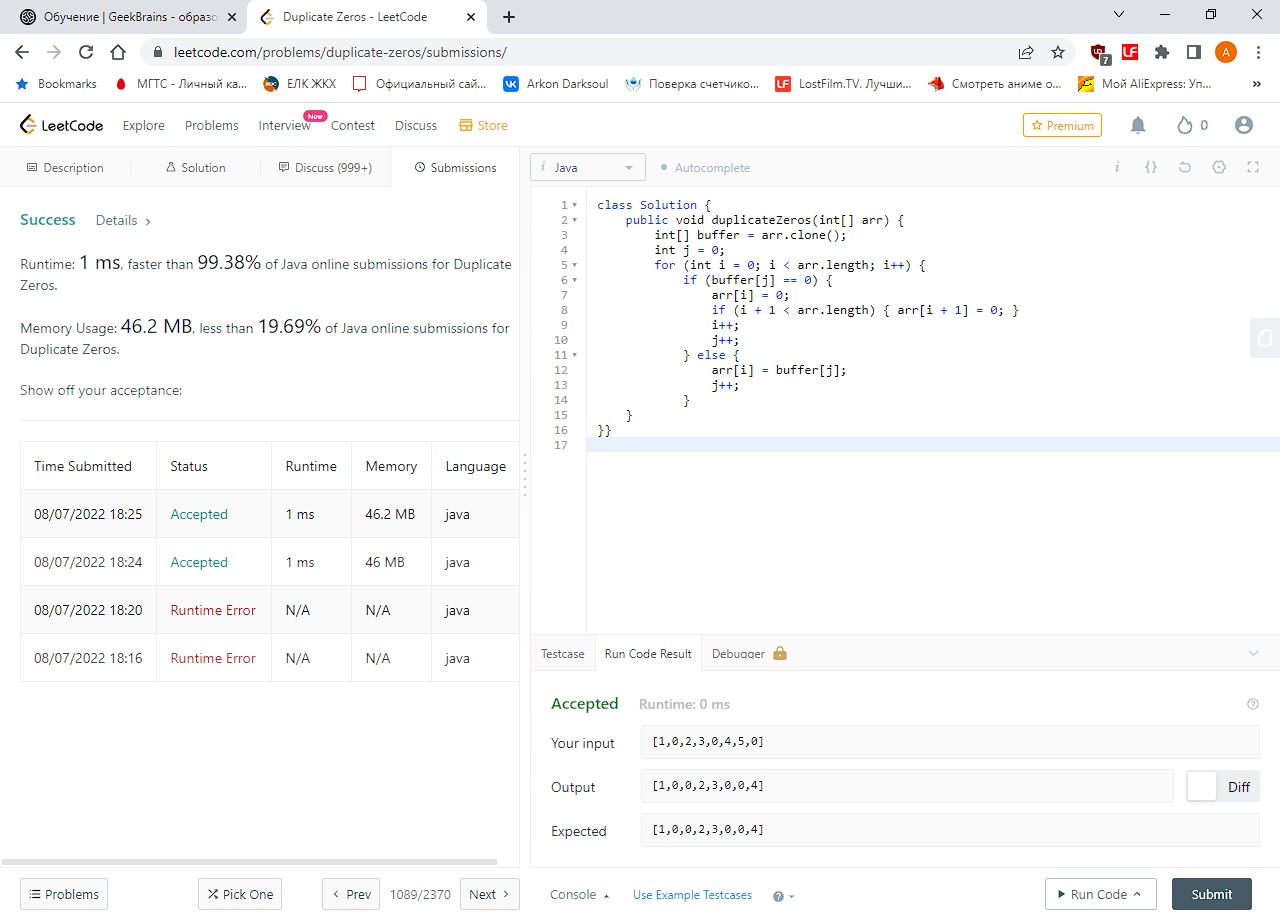 Обучение | GeekBrains - образо
Duplicate Zeros - LeetCode
leetcode.com/problems/duplicate-zeros/submissions/
7
LF
A
Bookmarks
МГТС - Личный ка...
ЕЛК ЖКХ
Официальный сай...
Arkon Darksoul
Поверка счетчико...
LF LostFilm.TV. Лучши...
Смотреть аниме о...
Мой AliExpress: Уп...
»
LeetCode
Explore
Problems
Interview
New
Contest
Discuss
Store
Premium
0
Description
Solution
Discuss (999+)
Submissions
i Java
Autocomplete
i {}
Success Details
Runtime: 1 ms, faster than 99.38% of Java online submissions for Duplicate
Zeros.
Memory Usage: 46.2 MB, less than 19.69% of Java online submissions for
Duplicate Zeros.
Show off your acceptance:
Time Submitted Status Runtime Memory Language
08/07/2022 18:25 Accepted 1 ms 46.2 MB java
08/07/2022 18:24 Accepted 1 ms 46 MB java
08/07/2022 18:20 Runtime Error N/A N/A java
08/07/2022 18:16 Runtime Error N/A N/A java
1 class Solution {
2 public void duplicateZeros(int[] arr) {
3 int[] buffer = arr.clone();
4 int j = 0;
5 for (int i = 0; i < arr.length; i++) {
6 if (buffer[j] == 0) {
7 arr[i] = 0;
8 if (i + 1 < arr.length) { arr[i + 1] = 0; }
9 i++;
10 j++;
11 } else {
12 arr[i] = buffer[j];
13 j++;
14 }
15 }
16 }}
17
Testcase
Run Code Result
Debugger
Accepted Runtime: 0 ms
Your input [1,0,2,3,0,4,5,0]
Output [1,0,0,2,3,0,0,4]
Diff
Expected [1,0,0,2,3,0,0,4]
Problems
Pick One
Prev
1089/2370
Next
Console
Use Example Testcases
Run Code
Submit